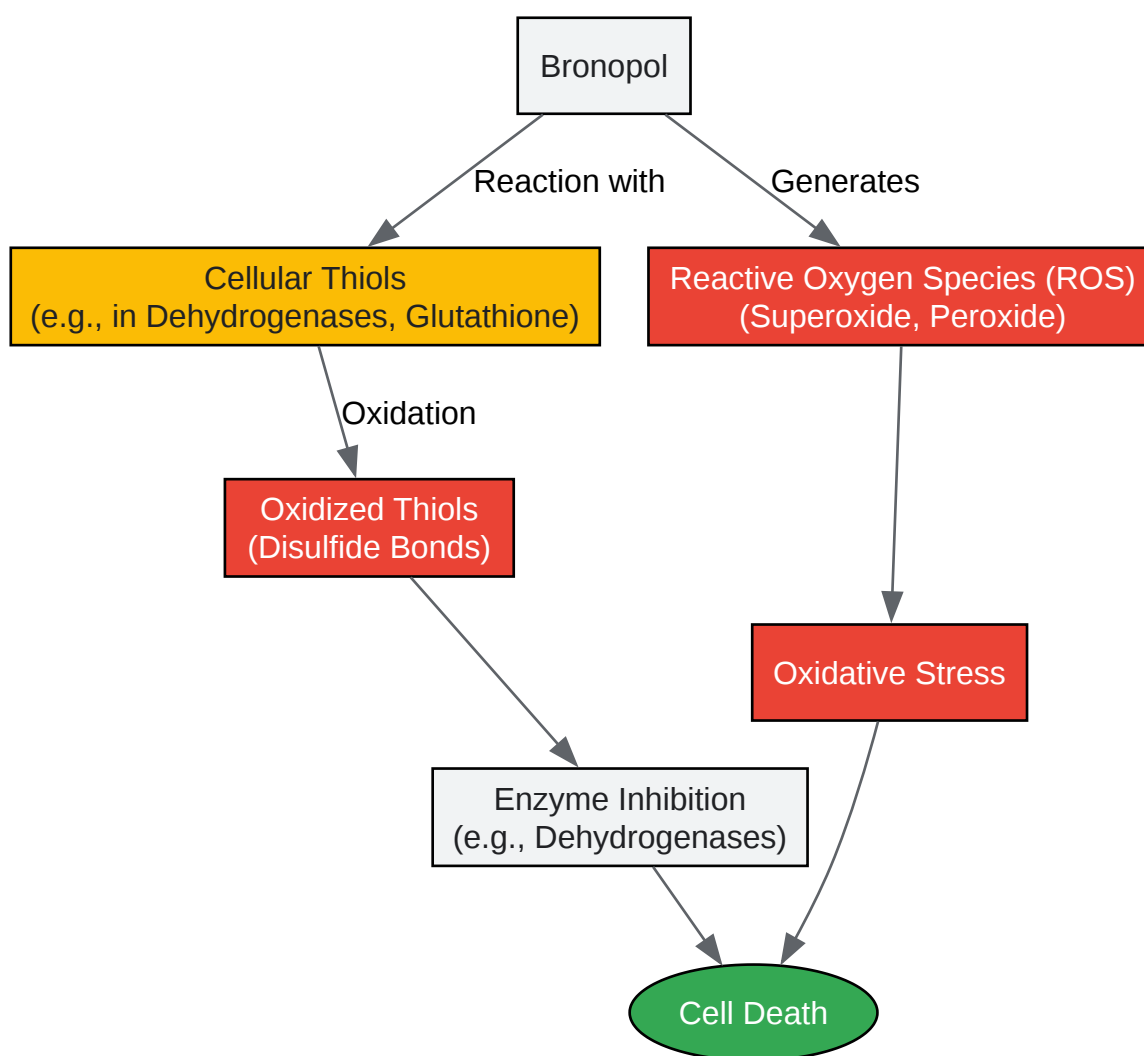 Bronopol
Reaction with
Generates
Cellular Thiols
(e.g., in Dehydrogenases, Glutathione)
Reactive Oxygen Species (ROS)
(Superoxide, Peroxide)
Oxidation
Oxidized Thiols
(Disulfide Bonds)
Oxidative Stress
Enzyme Inhibition
(e.g., Dehydrogenases)
Cell Death